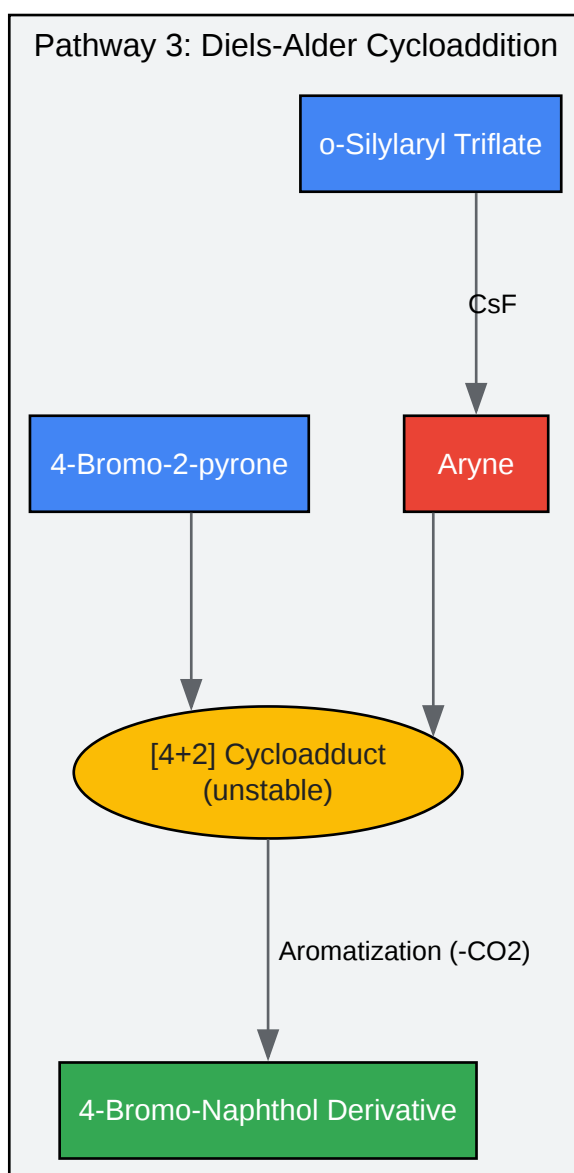 Pathway 3: Diels-Alder Cycloaddition
o-Silylaryl Triflate
CsF
4-Bromo-2-pyrone
Aryne
[4+2] Cycloadduct
(unstable)
Aromatization (-CO2)
4-Bromo-Naphthol Derivative